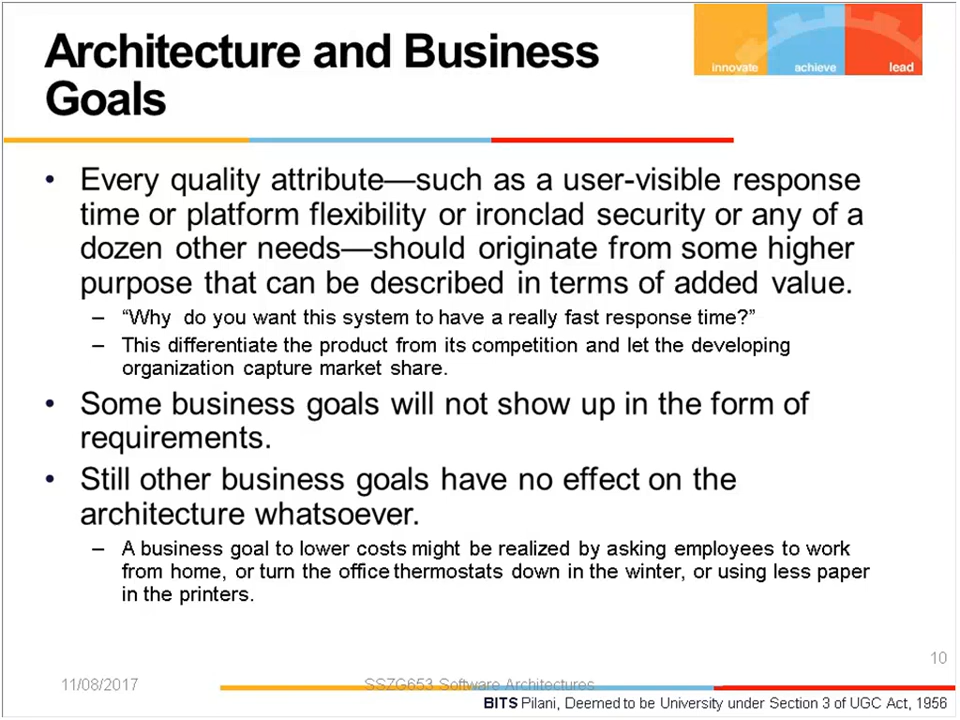 Architecture and Business
Goals
innovate achieve lead
• Every quality attribute—such as a user-visible response
time or platform flexibility or ironclad security or any of a
dozen other needs—should originate from some higher
purpose that can be described in terms of added value.
– “Why do you want this system to have a really fast response time?”
– This differentiate the product from its competition and let the developing
organization capture market share.
• Some business goals will not show up in the form of
requirements.
• Still other business goals have no effect on the
architecture whatsoever.
– A business goal to lower costs might be realized by asking employees to work
from home, or turn the office thermostats down in the winter, or using less paper
in the printers.
10
11/08/2017 SSZG653 Software Architectures
BITS Pilani, Deemed to be University under Section 3 of UGC Act, 1956